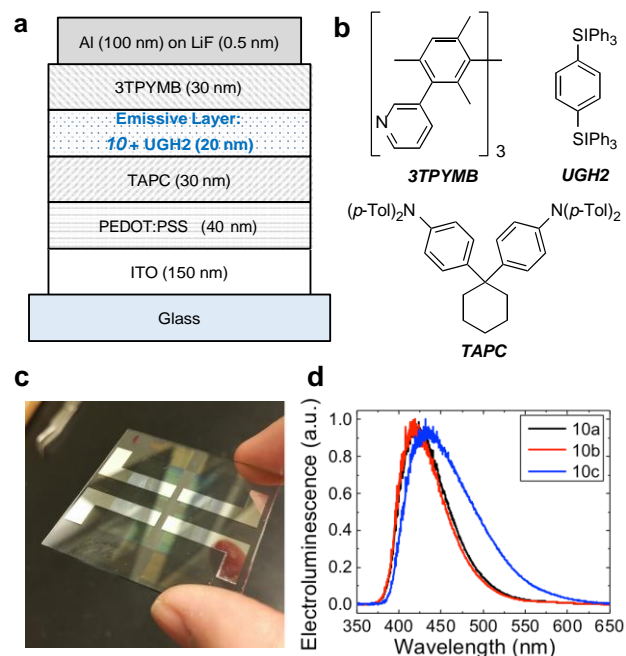 a
Al (100 nm) on LiF (0.5 nm)
3TPYMB (30 nm)
Emissive Layer:
10 + UGH2 (20 nm)
TAPC (30 nm)
PEDOT:PSS (40 nm)
ITO (150 nm)
Glass
b
N
3
3TPYMB
SIPh3
SIPh3
UGH2
(p-Tol)2N
N(p-Tol)2
TAPC
c
d
Electroluminescence (a.u.)
1.0
0.8
0.6
0.4
0.2
0.0
10a
10b
10c
350 400 450 500 550 600 650
Wavelength (nm)